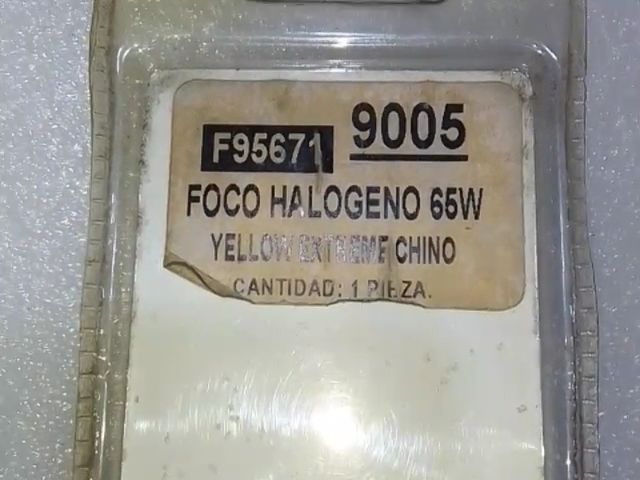 F95671 9005
FOCO HALOGENO 65W
YELLOW EXTREME CHINO
CANTIDAD: 1 PIEZA.